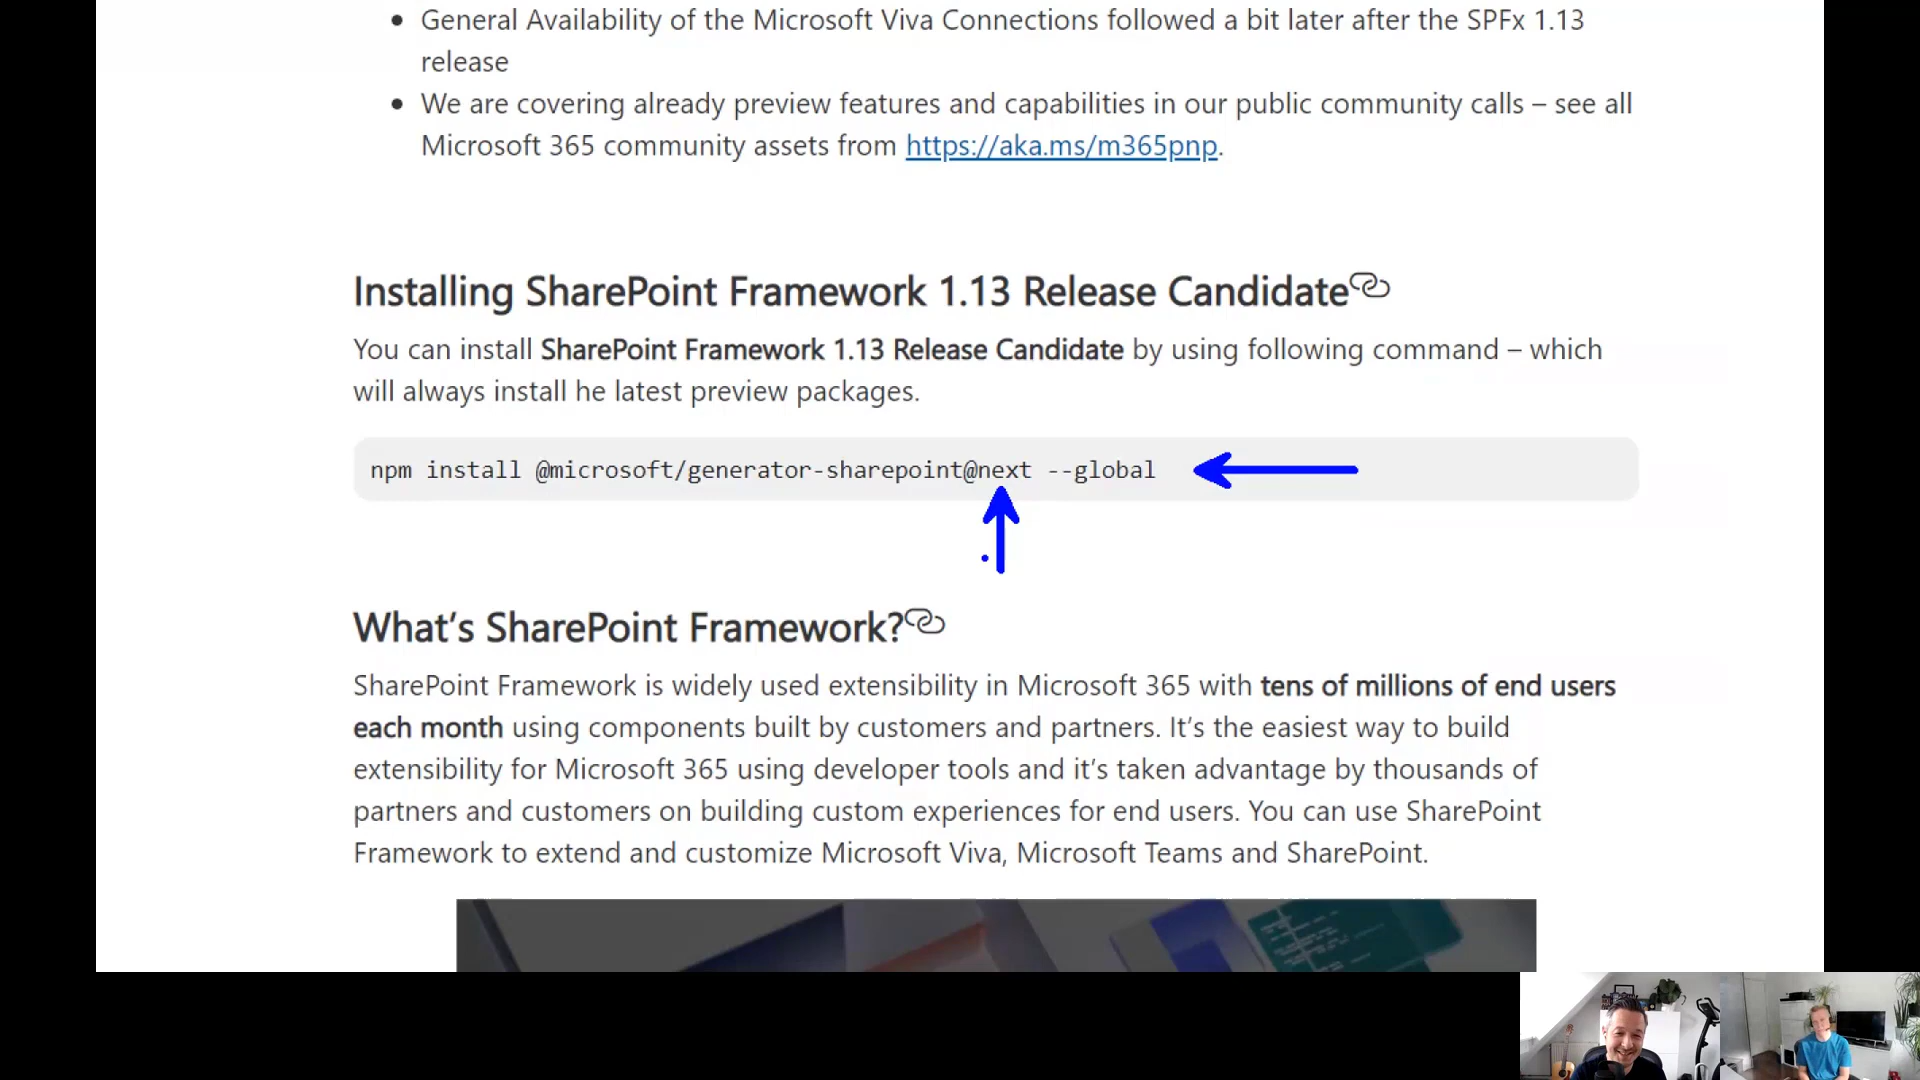 General Availability of the Microsoft Viva Connections followed a bit later after the SPFx 1.13
release
We are covering already preview features and capabilities in our public community calls – see all
Microsoft 365 community assets from https://aka.ms/m365pnp.
Installing SharePoint Framework 1.13 Release Candidate
You can install SharePoint Framework 1.13 Release Candidate by using following command – which
will always install he latest preview packages.
npm install @microsoft/generator-sharepoint@next --global
What's SharePoint Framework?
SharePoint Framework is widely used extensibility in Microsoft 365 with tens of millions of end users
each month using components built by customers and partners. It's the easiest way to build
extensibility for Microsoft 365 using developer tools and it's taken advantage by thousands of
partners and customers on building custom experiences for end users. You can use SharePoint
Framework to extend and customize Microsoft Viva, Microsoft Teams and SharePoint.